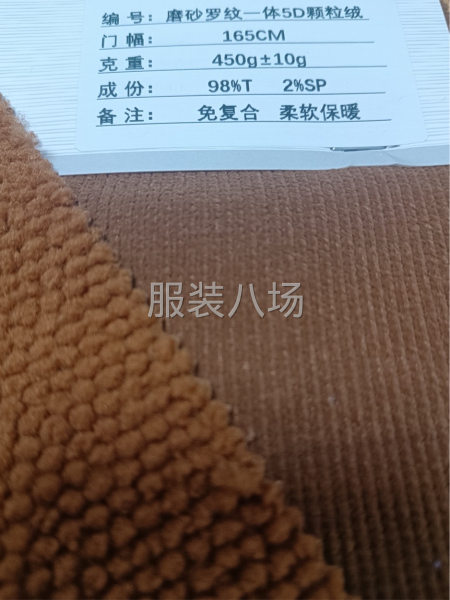 编 号：磨砂罗纹一体5D颗粒绒
门 幅： 165CM
克 重： 450g±10g
成 份： 98%T 2%SP
备 注： 免复合 柔软保暖
服装八场